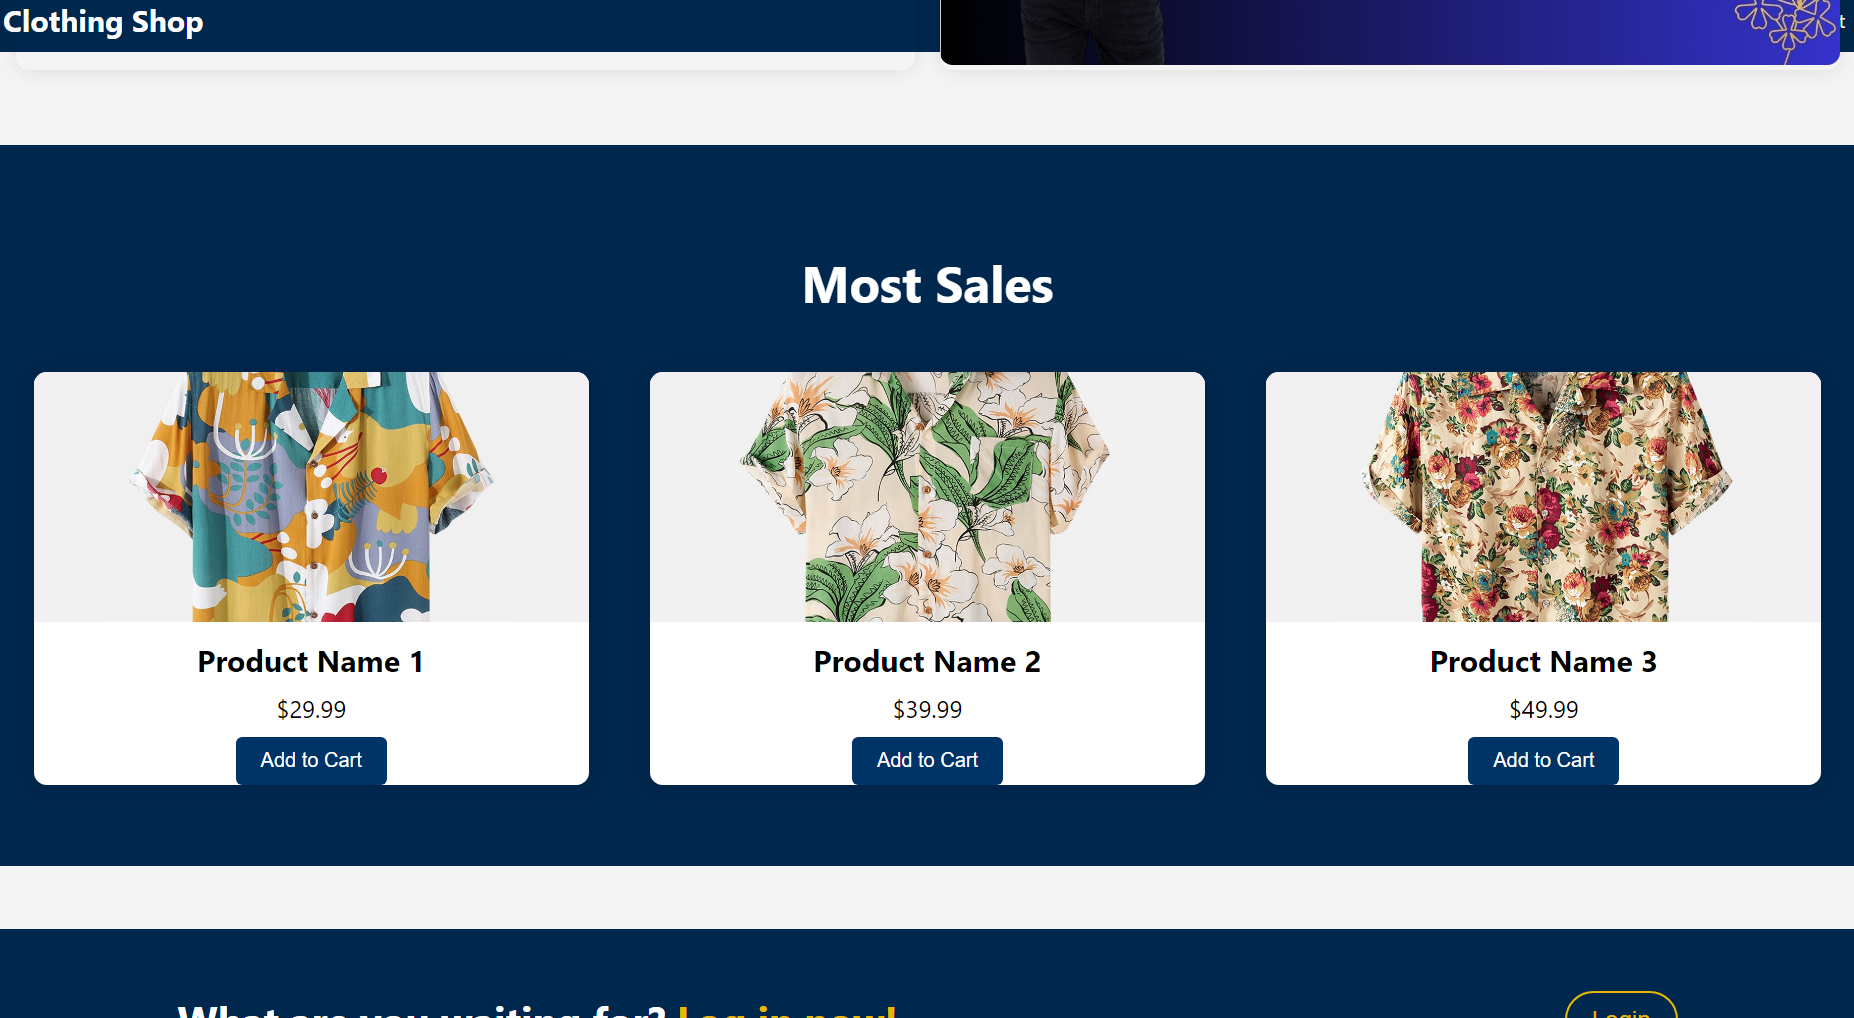 Clothing Shop
t
Most Sales
Product Name 1
$29.99
Add to Cart
Product Name 2
$39.99
Add to Cart
Product Name 3
$49.99
Add to Cart
What are you waiting for? Log in now!
Login